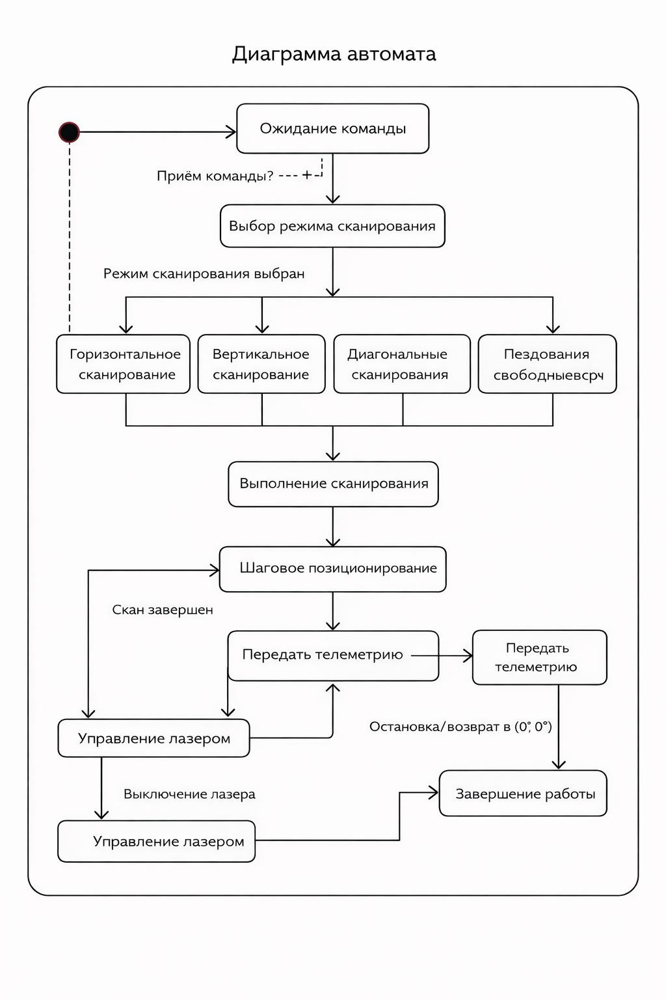 Диаграмма автомата
Ожидание команды
Приём команды?
Выбор режима сканирования
Режим сканирования выбран
Горизонтальное
сканирование
Вертикальное
сканирование
Диагональные
сканирования
Пездования
свободныевсрч
Выполнение сканирования
Шаговое позиционирование
Скан завершен
Передать телеметрию
Передать
телеметрию
Управление лазером
Остановка/возврат в (0°, 0°)
Выключение лазера
Завершение работы
Управление лазером